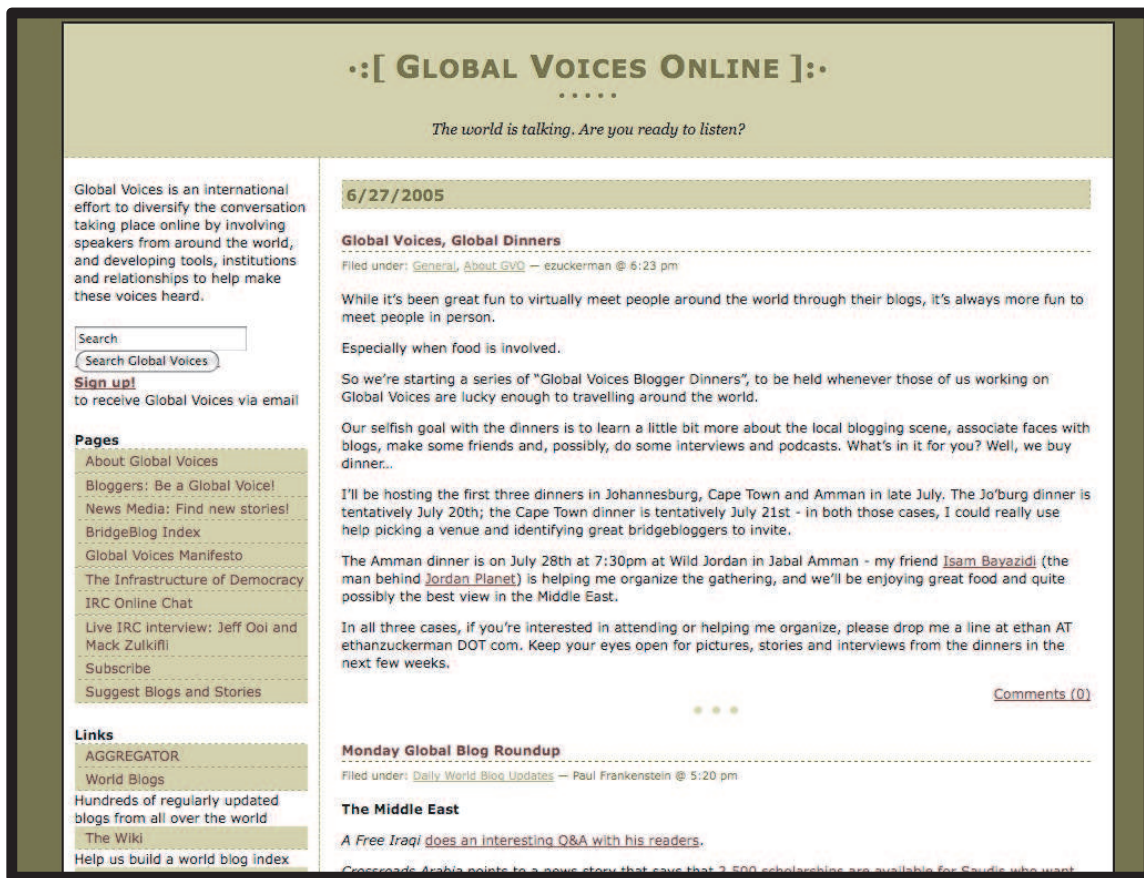 ·:[ GLOBAL VOICES ONLINE ]:·
The world is talking. Are you ready to listen?
Global Voices is an international
effort to diversify the conversation
taking place online by involving
speakers from around the world,
and developing tools, institutions
and relationships to help make
these voices heard.
Search
Search Global Voices
Sign up!
to receive Global Voices via email
Pages
About Global Voices
Bloggers: Be a Global Voice!
News Media: Find new stories!
BridgeBlog Index
Global Voices Manifesto
The Infrastructure of Democracy
IRC Online Chat
Live IRC interview: Jeff Ooi and
Mack Zulkifli
Subscribe
Suggest Blogs and Stories
Links
AGGREGATOR
World Blogs
Hundreds of regularly updated
blogs from all over the world
The Wiki
Help us build a world blog index
6/27/2005
Global Voices, Global Dinners
Filed under: General, About GVO — ezuckerman @ 6:23 pm
While it's been great fun to virtually meet people around the world through their blogs, it's always more fun to
meet people in person.
Especially when food is involved.
So we're starting a series of “Global Voices Blogger Dinners”, to be held whenever those of us working on
Global Voices are lucky enough to travelling around the world.
Our selfish goal with the dinners is to learn a little bit more about the local blogging scene, associate faces with
blogs, make some friends and, possibly, do some interviews and podcasts. What's in it for you? Well, we buy
dinner…
I'll be hosting the first three dinners in Johannesburg, Cape Town and Amman in late July. The Jo'burg dinner is
tentatively July 20th; the Cape Town dinner is tentatively July 21st - in both those cases, I could really use
help picking a venue and identifying great bridgebloggers to invite.
The Amman dinner is on July 28th at 7:30pm at Wild Jordan in Jabal Amman - my friend Isam Bayazidi (the
man behind Jordan Planet) is helping me organize the gathering, and we'll be enjoying great food and quite
possibly the best view in the Middle East.
In all three cases, if you're interested in attending or helping me organize, please drop me a line at ethan AT
ethanzuckerman DOT com. Keep your eyes open for pictures, stories and interviews from the dinners in the
next few weeks.
Comments (0)
Monday Global Blog Roundup
Filed under: Daily World Blog Updates — Paul Frankenstein @ 5:20 pm
The Middle East
A Free Iraqi does an interesting Q&A with his readers.
Crossroads Arabia points to a news story that says that 2,500 scholarships are available for Saudis who want